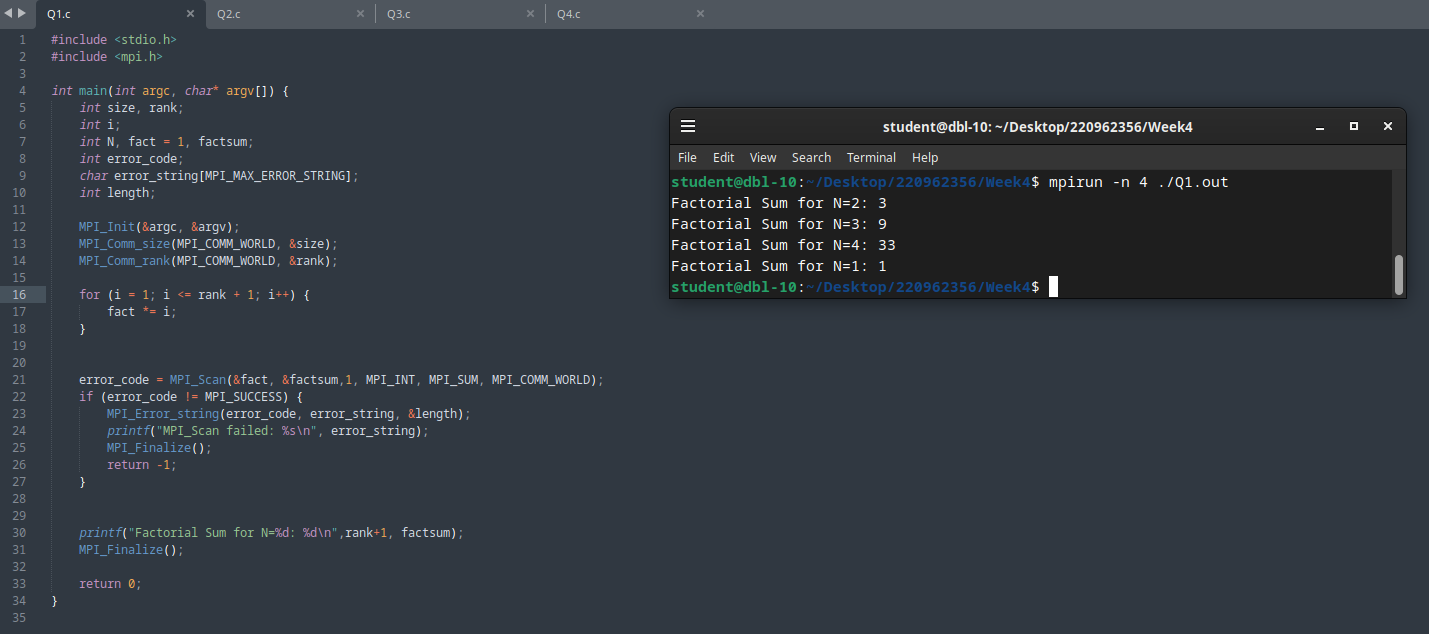 Q1.c × Q2.c × Q3.c × Q4.c ×
1 #include <stdio.h>
2 #include <mpi.h>
3
4 int main(int argc, char* argv[]) {
5     int size, rank;
6     int i;
7     int N, fact = 1, factsum;
8     int error_code;
9     char error_string[MPI_MAX_ERROR_STRING];
10     int length;
11
12     MPI_Init(&argc, &argv);
13     MPI_Comm_size(MPI_COMM_WORLD, &size);
14     MPI_Comm_rank(MPI_COMM_WORLD, &rank);
15
16     for (i = 1; i <= rank + 1; i++) {
17         fact *= i;
18     }
19
20
21     error_code = MPI_Scan(&fact, &factsum,1, MPI_INT, MPI_SUM, MPI_COMM_WORLD);
22     if (error_code != MPI_SUCCESS) {
23         MPI_Error_string(error_code, error_string, &length);
24         printf("MPI_Scan failed: %s\n", error_string);
25         MPI_Finalize();
26         return -1;
27     }
28
29
30     printf("Factorial Sum for N=%d: %d\n",rank+1, factsum);
31     MPI_Finalize();
32
33     return 0;
34 }
35
student@dbl-10: ~/Desktop/220962356/Week4
File Edit View Search Terminal Help
student@dbl-10:~/Desktop/220962356/Week4$ mpirun -n 4 ./Q1.out
Factorial Sum for N=2: 3
Factorial Sum for N=3: 9
Factorial Sum for N=4: 33
Factorial Sum for N=1: 1
student@dbl-10:~/Desktop/220962356/Week4$